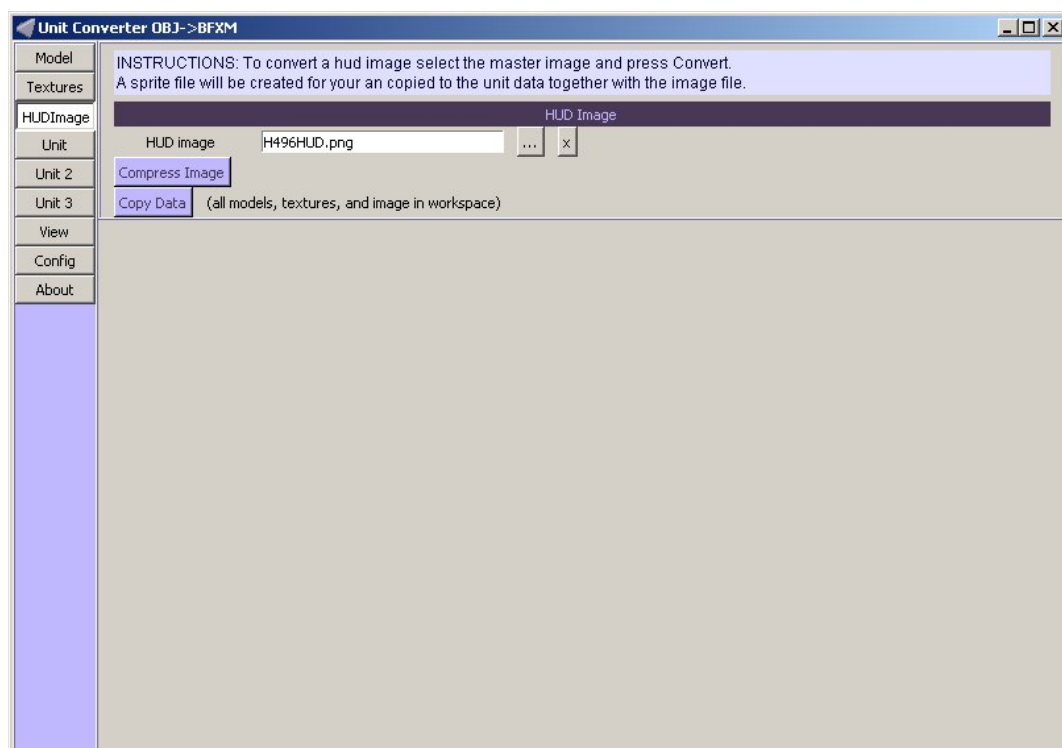 Unit Converter OBJ->BFXM
Model
Textures
HUDImage
Unit
Unit 2
Unit 3
View
Config
About
INSTRUCTIONS: To convert a hud image select the master image and press Convert.
A sprite file will be created for your an copied to the unit data together with the image file.
HUD Image
HUD image H496HUD.png ... x
Compress Image
Copy Data (all models, textures, and image in workspace)